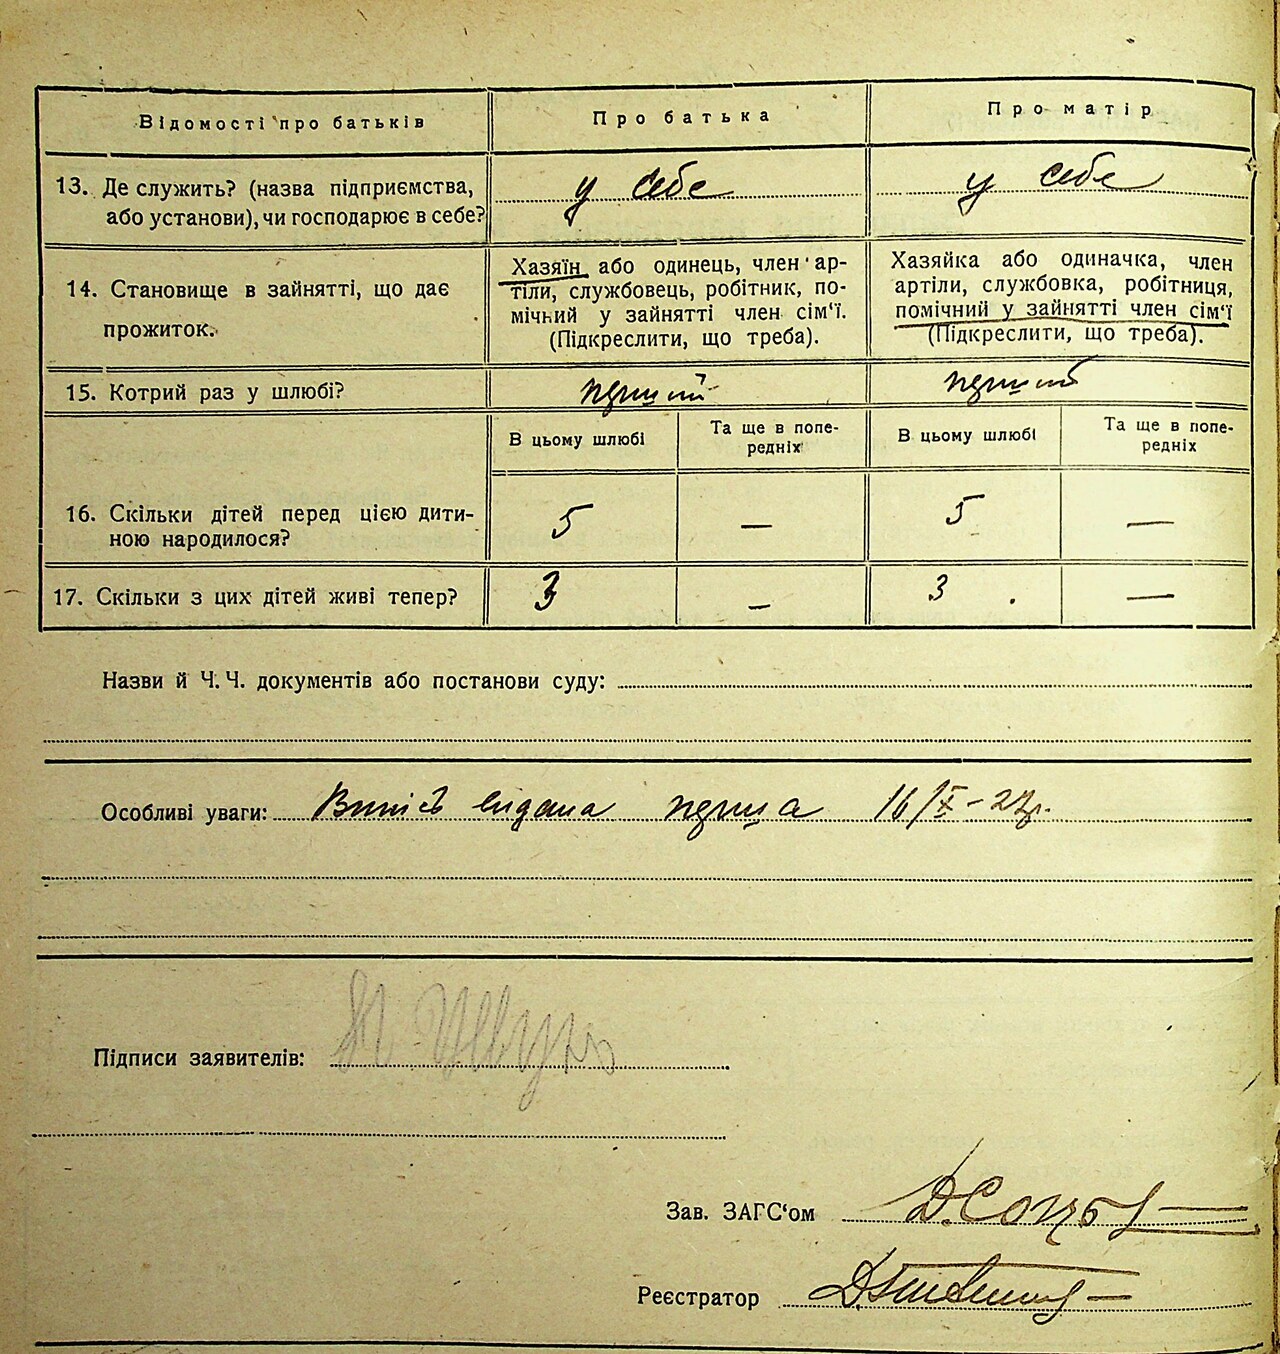 Відомості про батьків
Про батька
Про матір
13. Де служить? (назва підприємства,
або установи), чи господарює в себе?
у себе
у себе
14. Становище в зайнятті, що дає
прожиток.
Хазяїн або одинець, член ар-
тіли, службовець, робітник, по-
мічний у зайнятті член сім‘ї.
(Підкреслити, що треба).
Хазяйка або одиначка, член
артіли, службовка, робітниця,
помічний у зайнятті член сім‘ї
(Підкреслити, що треба).
15. Котрий раз у шлюбі?
перший
перший
В цьому шлюбі
Та ще в попе-
редніх
В цьому шлюбі
Та ще в попе-
редніх
16. Скільки дітей перед цією дити-
ною народилося?
5
—
5
—
17. Скільки з цих дітей живі тепер?
3
—
3
—
Назви й Ч. Ч. документів або постанови суду:
Особливі уваги: Витяг видана перша 16/X-27р.
Підписи заявителів:
Зав. ЗАГС‘ом
Реєстратор